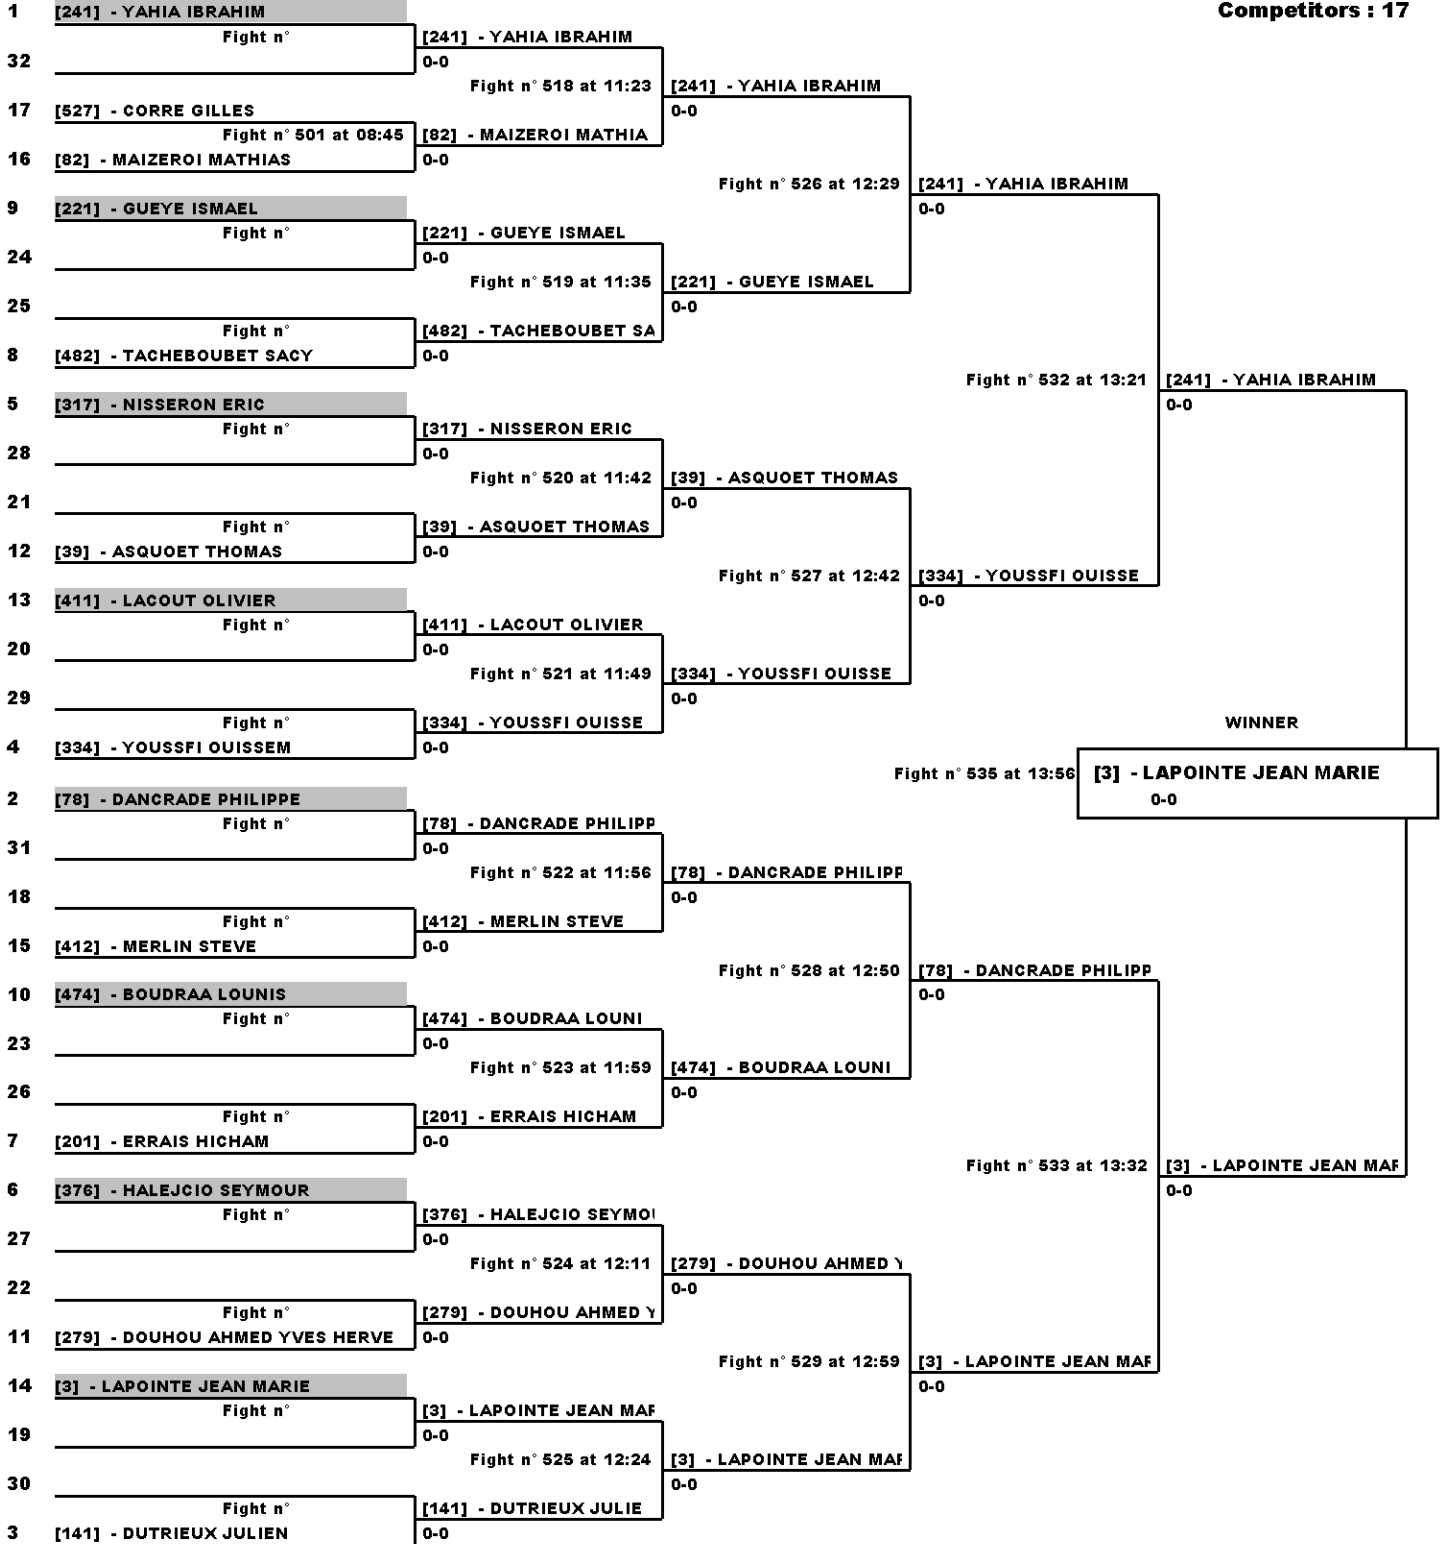 1 [241] - YAHIA IBRAHIM Competitors : 17
Fight n° [241] - YAHIA IBRAHIM
32 0-0
Fight n° 518 at 11:23 [241] - YAHIA IBRAHIM
17 [527] - CORRE GILLES 0-0
Fight n° 501 at 08:45 [82] - MAIZEROI MATHIA
16 [82] - MAIZEROI MATHIAS 0-0
Fight n° 526 at 12:29 [241] - YAHIA IBRAHIM
9 [221] - GUEYE ISMAEL 0-0
Fight n° [221] - GUEYE ISMAEL
24 0-0
Fight n° 519 at 11:35 [221] - GUEYE ISMAEL
25 0-0
Fight n° [482] - TACHEBOUBET SA
8 [482] - TACHEBOUBET SACY 0-0
Fight n° 532 at 13:21 [241] - YAHIA IBRAHIM
5 [317] - NISSERON ERIC 0-0
Fight n° [317] - NISSERON ERIC
28 0-0
Fight n° 520 at 11:42 [39] - ASQUOET THOMAS
21 0-0
Fight n° [39] - ASQUOET THOMAS
12 [39] - ASQUOET THOMAS 0-0
Fight n° 527 at 12:42 [334] - YOUSSFI OUISSE
13 [411] - LACOUT OLIVIER 0-0
Fight n° [411] - LACOUT OLIVIER
20 0-0
Fight n° 521 at 11:49 [334] - YOUSSFI OUISSE
29 0-0
Fight n° [334] - YOUSSFI OUISSE WINNER
4 [334] - YOUSSFI OUISSEM 0-0
Fight n° 535 at 13:56 [3] - LAPOINTE JEAN MARIE
2 [78] - DANCRADE PHILIPPE 0-0
Fight n° [78] - DANCRADE PHILIPP
31 0-0
Fight n° 522 at 11:56 [78] - DANCRADE PHILIPP
18 0-0
Fight n° [412] - MERLIN STEVE
15 [412] - MERLIN STEVE 0-0
Fight n° 528 at 12:50 [78] - DANCRADE PHILIPP
10 [474] - BOUDRAA LOUNIS 0-0
Fight n° [474] - BOUDRAA LOUNI
23 0-0
Fight n° 523 at 11:59 [474] - BOUDRAA LOUNI
26 0-0
Fight n° [201] - ERRAIS HICHAM
7 [201] - ERRAIS HICHAM 0-0
Fight n° 533 at 13:32 [3] - LAPOINTE JEAN MAR
6 [376] - HALEJCIO SEYMOUR 0-0
Fight n° [376] - HALEJCIO SEYMOU
27 0-0
Fight n° 524 at 12:11 [279] - DOUHOU AHMED Y
22 0-0
Fight n° [279] - DOUHOU AHMED Y
11 [279] - DOUHOU AHMED YVES HERVE 0-0
Fight n° 529 at 12:59 [3] - LAPOINTE JEAN MAR
14 [3] - LAPOINTE JEAN MARIE 0-0
Fight n° [3] - LAPOINTE JEAN MAR
19 0-0
Fight n° 525 at 12:24 [3] - LAPOINTE JEAN MAR
30 0-0
Fight n° [141] - DUTRIEUX JULIE
3 [141] - DUTRIEUX JULIEN 0-0